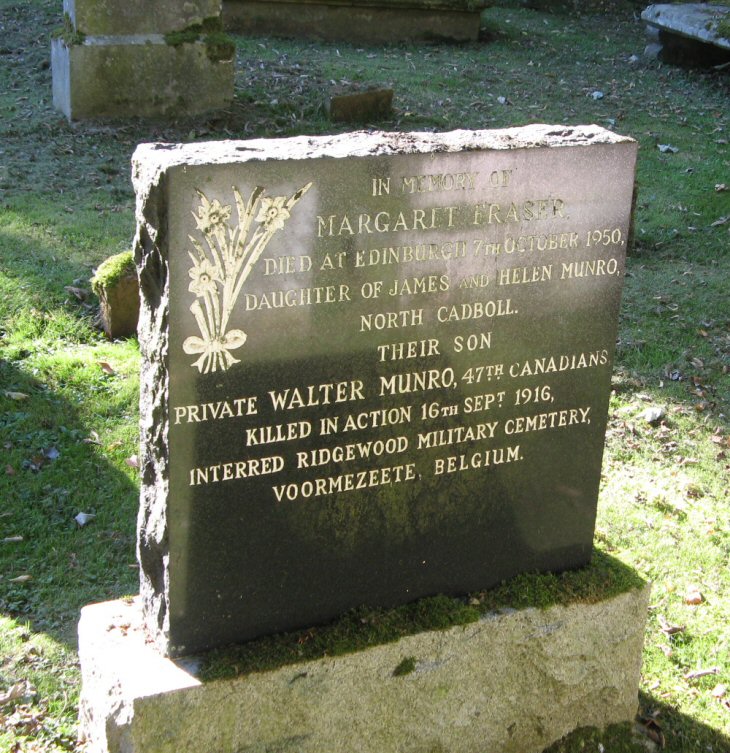 IN MEMORY OF
MARGARET FRASER.
DIED AT EDINBURGH 7TH OCTOBER 1950,
DAUGHTER OF JAMES AND HELEN MUNRO,
NORTH CADBOLL.
THEIR SON
PRIVATE WALTER MUNRO, 47TH CANADIANS
KILLED IN ACTION 16TH SEPT. 1916,
INTERRED RIDGEWOOD MILITARY CEMETERY,
VOORMEZEETE, BELGIUM.